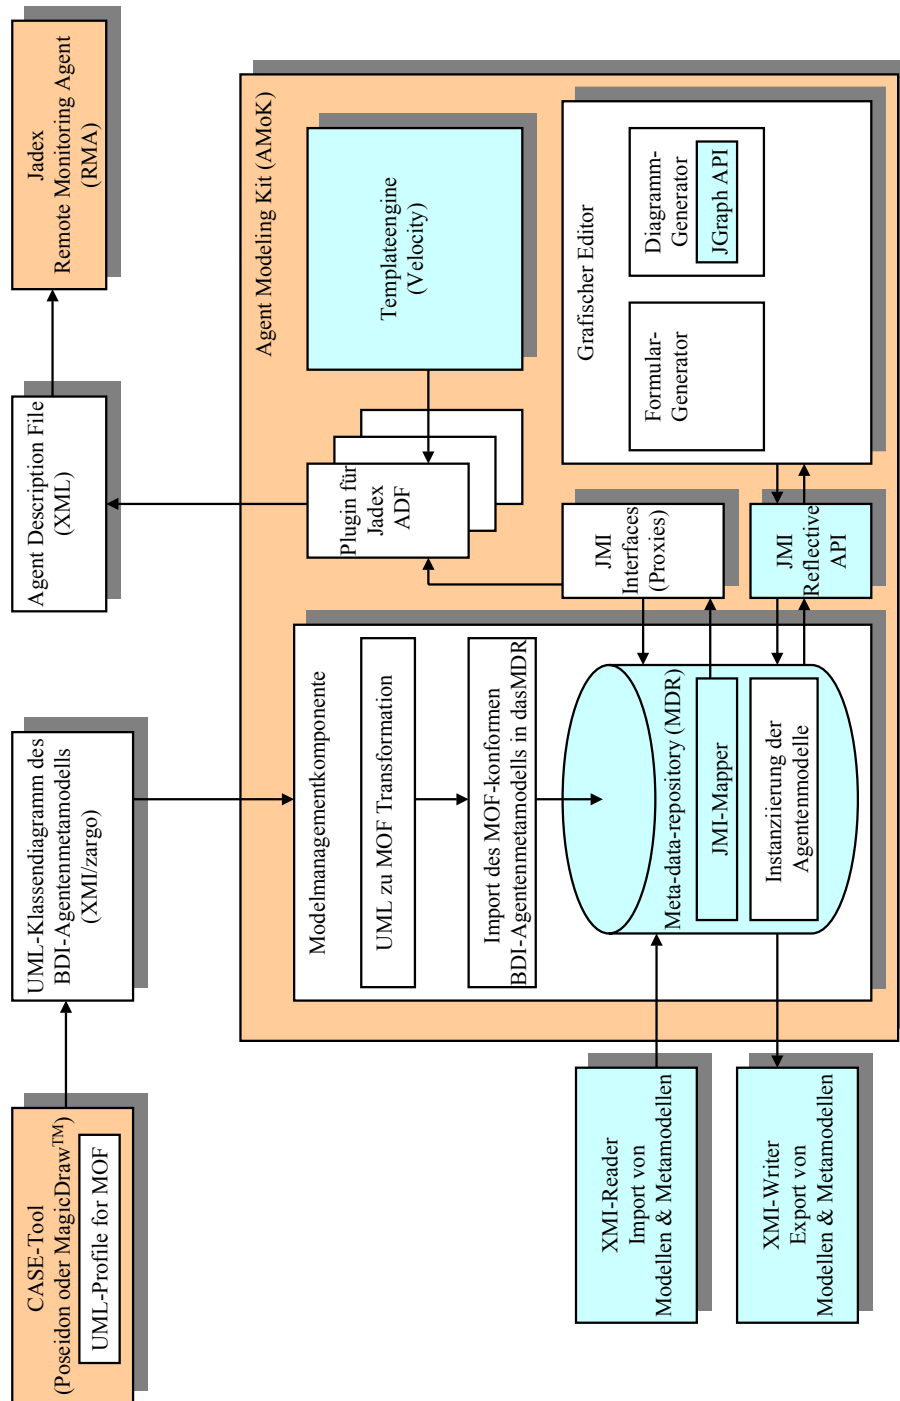 CASE-Tool
(Poseidon oder MagicDraw™)
UML-Profile for MOF
UML-Klassendiagramm des
BDI-Agentenmetamodells
(XMI/zargo)
Agent Description File
(XML)
Jadex
Remote Monitoring Agent
(RMA)
Agent Modeling Kit (AMoK)
Modelmanagementkomponente
UML zu MOF Transformation
Import des MOF-konformen
BDI-Agentenmetamodells in dasMDR
Meta-data-repository (MDR)
JMI-Mapper
Instanziierung der
Agentenmodelle
Plugin für
Jadex
ADF
Templateengine
(Velocity)
JMI
Interfaces
(Proxies)
JMI
Reflective
API
Grafischer Editor
Formular-
Generator
Diagramm-
Generator
JGraph API
XMI-Reader
Import von
Modellen & Metamodellen
XMI-Writer
Export von
Modellen & Metamodellen